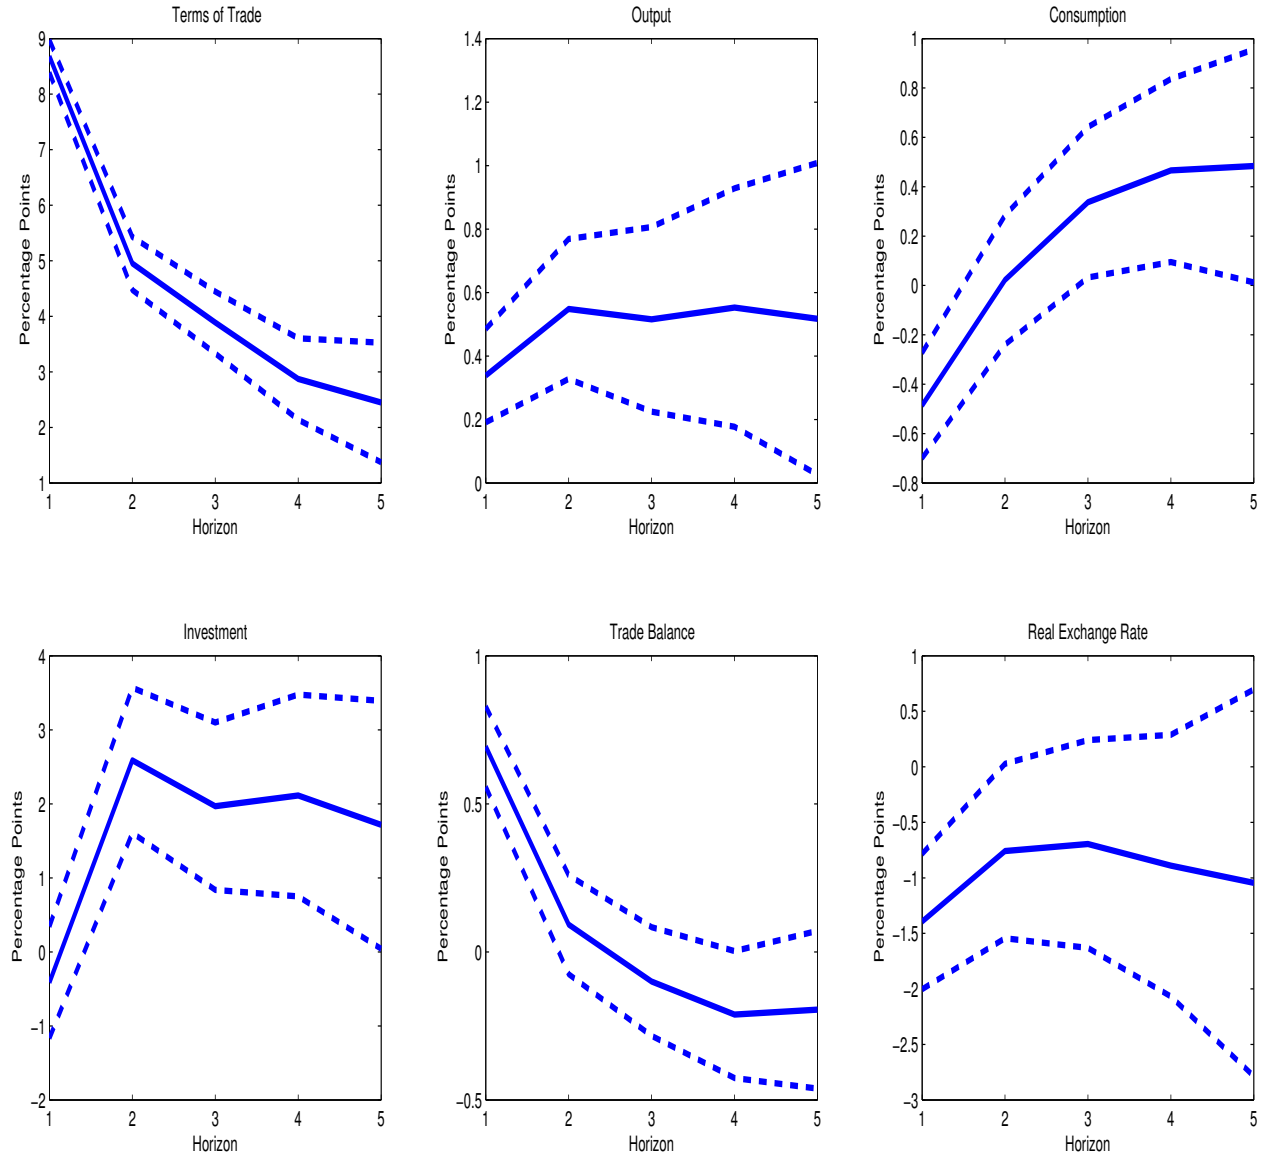 Terms of Trade
Percentage Points
9
8
7
6
5
4
3
2
1
1 2 3 4 5
Horizon
Output
Percentage Points
1.4
1.2
1
0.8
0.6
0.4
0.2
0
1 2 3 4 5
Horizon
Consumption
Percentage Points
1
0.8
0.6
0.4
0.2
0
−0.2
−0.4
−0.6
−0.8
1 2 3 4 5
Horizon
Investment
Percentage Points
4
3
2
1
0
−1
−2
1 2 3 4 5
Horizon
Trade Balance
Percentage Points
1
0.5
0
−0.5
1 2 3 4 5
Horizon
Real Exchange Rate
Percentage Points
1
0.5
0
−0.5
−1
−1.5
−2
−2.5
−3
1 2 3 4 5
Horizon